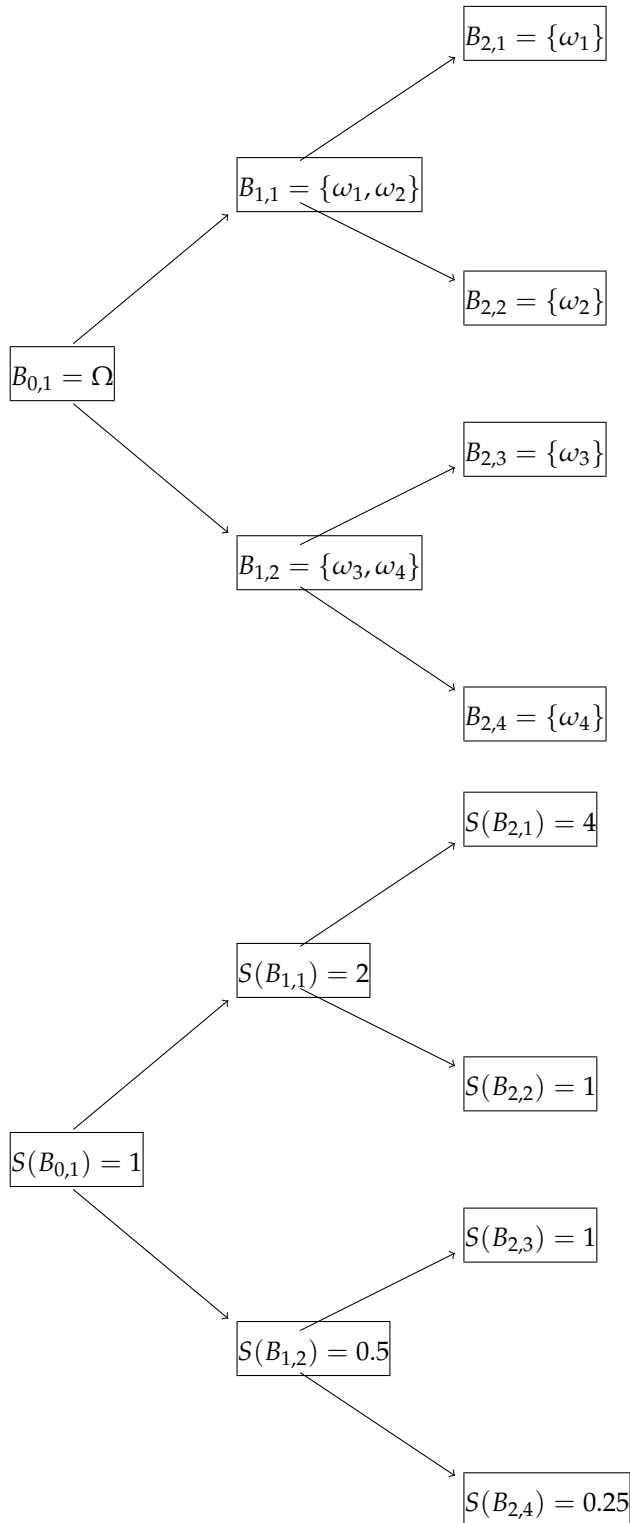 B_{2,1} = {ω_1}
B_{1,1} = {ω_1, ω_2}
B_{2,2} = {ω_2}
B_{0,1} = Ω
B_{2,3} = {ω_3}
B_{1,2} = {ω_3, ω_4}
B_{2,4} = {ω_4}
S(B_{2,1}) = 4
S(B_{1,1}) = 2
S(B_{2,2}) = 1
S(B_{0,1}) = 1
S(B_{2,3}) = 1
S(B_{1,2}) = 0.5
S(B_{2,4}) = 0.25